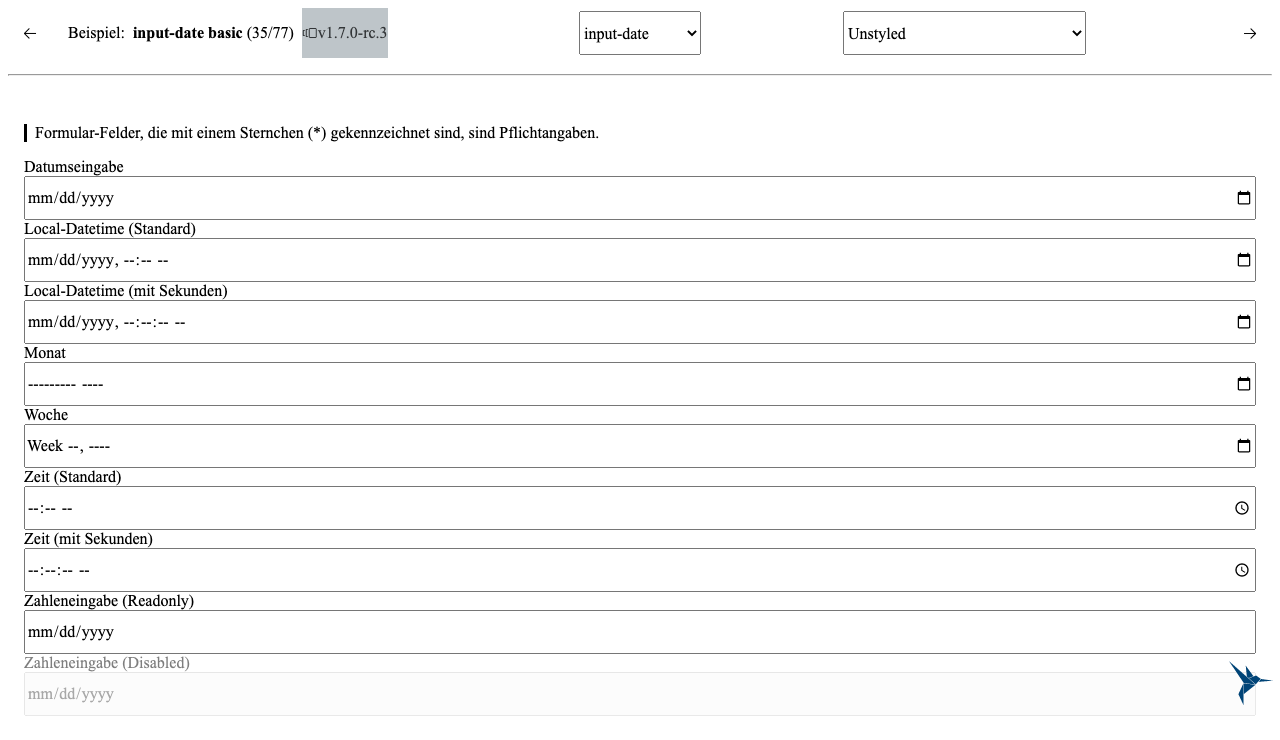 Beispiel: input-date basic (35/77) v1.7.0-rc.3 input-date Unstyled
Formular-Felder, die mit einem Sternchen (*) gekennzeichnet sind, sind Pflichtangaben.
Datumseingabe
mm/dd/yyyy
Local-Datetime (Standard)
mm/dd/yyyy, --:-- --
Local-Datetime (mit Sekunden)
mm/dd/yyyy, --:--:-- --
Monat
--------- ----
Woche
Week --, ----
Zeit (Standard)
--:-- --
Zeit (mit Sekunden)
--:--:-- --
Zahleneingabe (Readonly)
mm/dd/yyyy
Zahleneingabe (Disabled)
mm/dd/yyyy